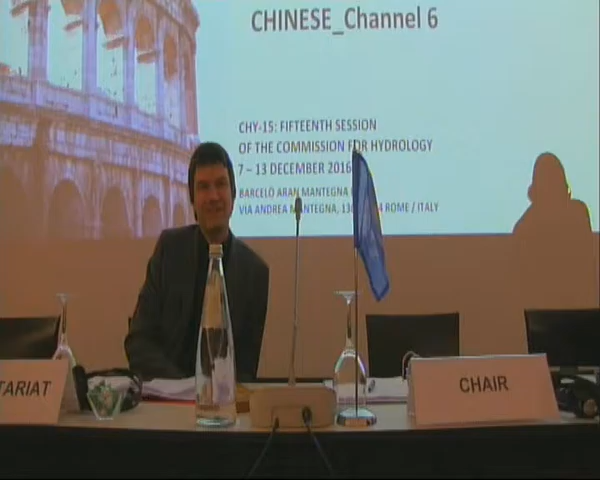 CHINESE_Channel 6
CHY-15: FIFTEENTH SESSION
OF THE COMMISSION FOR HYDROLOGY
7 – 13 DECEMBER 2016
BARCELO ARAN MANTEGNA
VIA ANDREA MANTEGNA, ROME / ITALY
TARIAT
CHAIR